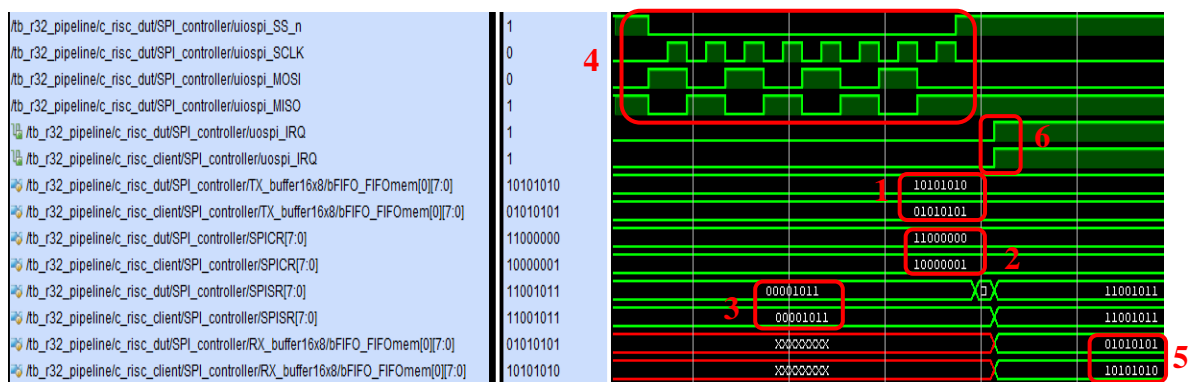 /tb_r32_pipeline/c_risc_dut/SPI_controller/uiospi_SS_n 1
/tb_r32_pipeline/c_risc_dut/SPI_controller/uiospi_SCLK 0
4
/tb_r32_pipeline/c_risc_dut/SPI_controller/uiospi_MOSI 0
/tb_r32_pipeline/c_risc_dut/SPI_controller/uiospi_MISO 1
/tb_r32_pipeline/c_risc_dut/SPI_controller/uospi_IRQ 1
6
/tb_r32_pipeline/c_risc_client/SPI_controller/uospi_IRQ 1
/tb_r32_pipeline/c_risc_dut/SPI_controller/TX_buffer16x8/bFIFO_FIFOmem[0][7:0] 10101010 10101010
1
/tb_r32_pipeline/c_risc_client/SPI_controller/TX_buffer16x8/bFIFO_FIFOmem[0][7:0] 01010101 01010101
/tb_r32_pipeline/c_risc_dut/SPI_controller/SPICR[7:0] 11000000 11000000
2
/tb_r32_pipeline/c_risc_client/SPI_controller/SPICR[7:0] 10000001 10000001
/tb_r32_pipeline/c_risc_dut/SPI_controller/SPISR[7:0] 11001011 00001011 11001011
3
/tb_r32_pipeline/c_risc_client/SPI_controller/SPISR[7:0] 11001011 00001011 11001011
/tb_r32_pipeline/c_risc_dut/SPI_controller/RX_buffer16x8/bFIFO_FIFOmem[0][7:0] 01010101 XXXXXXXX 01010101
5
/tb_r32_pipeline/c_risc_client/SPI_controller/RX_buffer16x8/bFIFO_FIFOmem[0][7:0] 10101010 XXXXXXXX 10101010